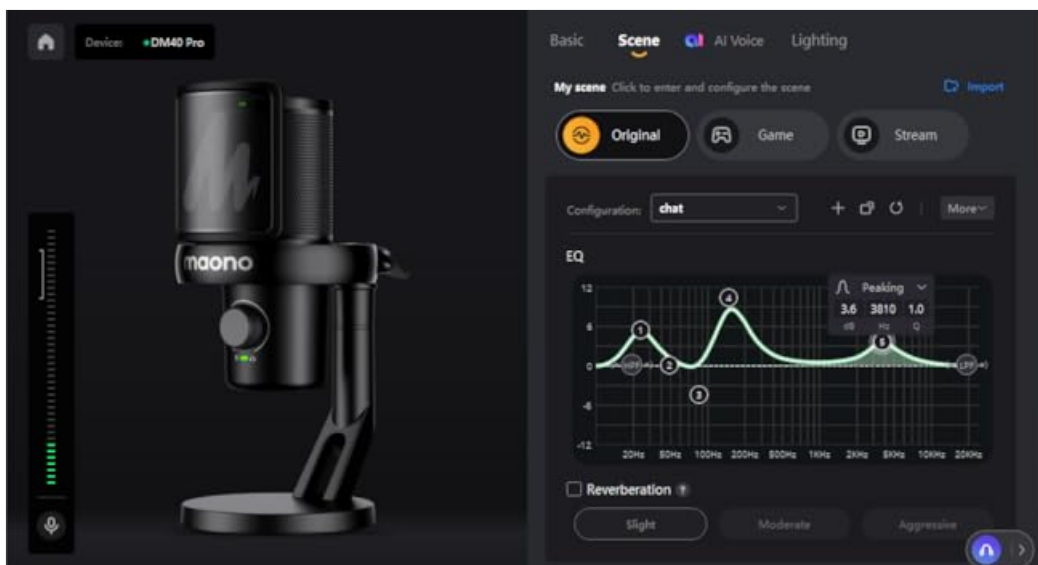 Device: DM40 Pro
Basic Scene AI Voice Lighting
My scene Click to enter and configure the scene Import
Original Game Stream
maono
Configuration: chat More
EQ
12
Peaking
3.6 3810 1.0
dB Hz Q
6
0
-6
-12
1
2
3
4
5
HPF
LPF
20Hz 50Hz 100Hz 200Hz 500Hz 1KHz 2KHz 5KHz 10KHz 20KHz
Reverberation ?
Slight Moderate Aggressive